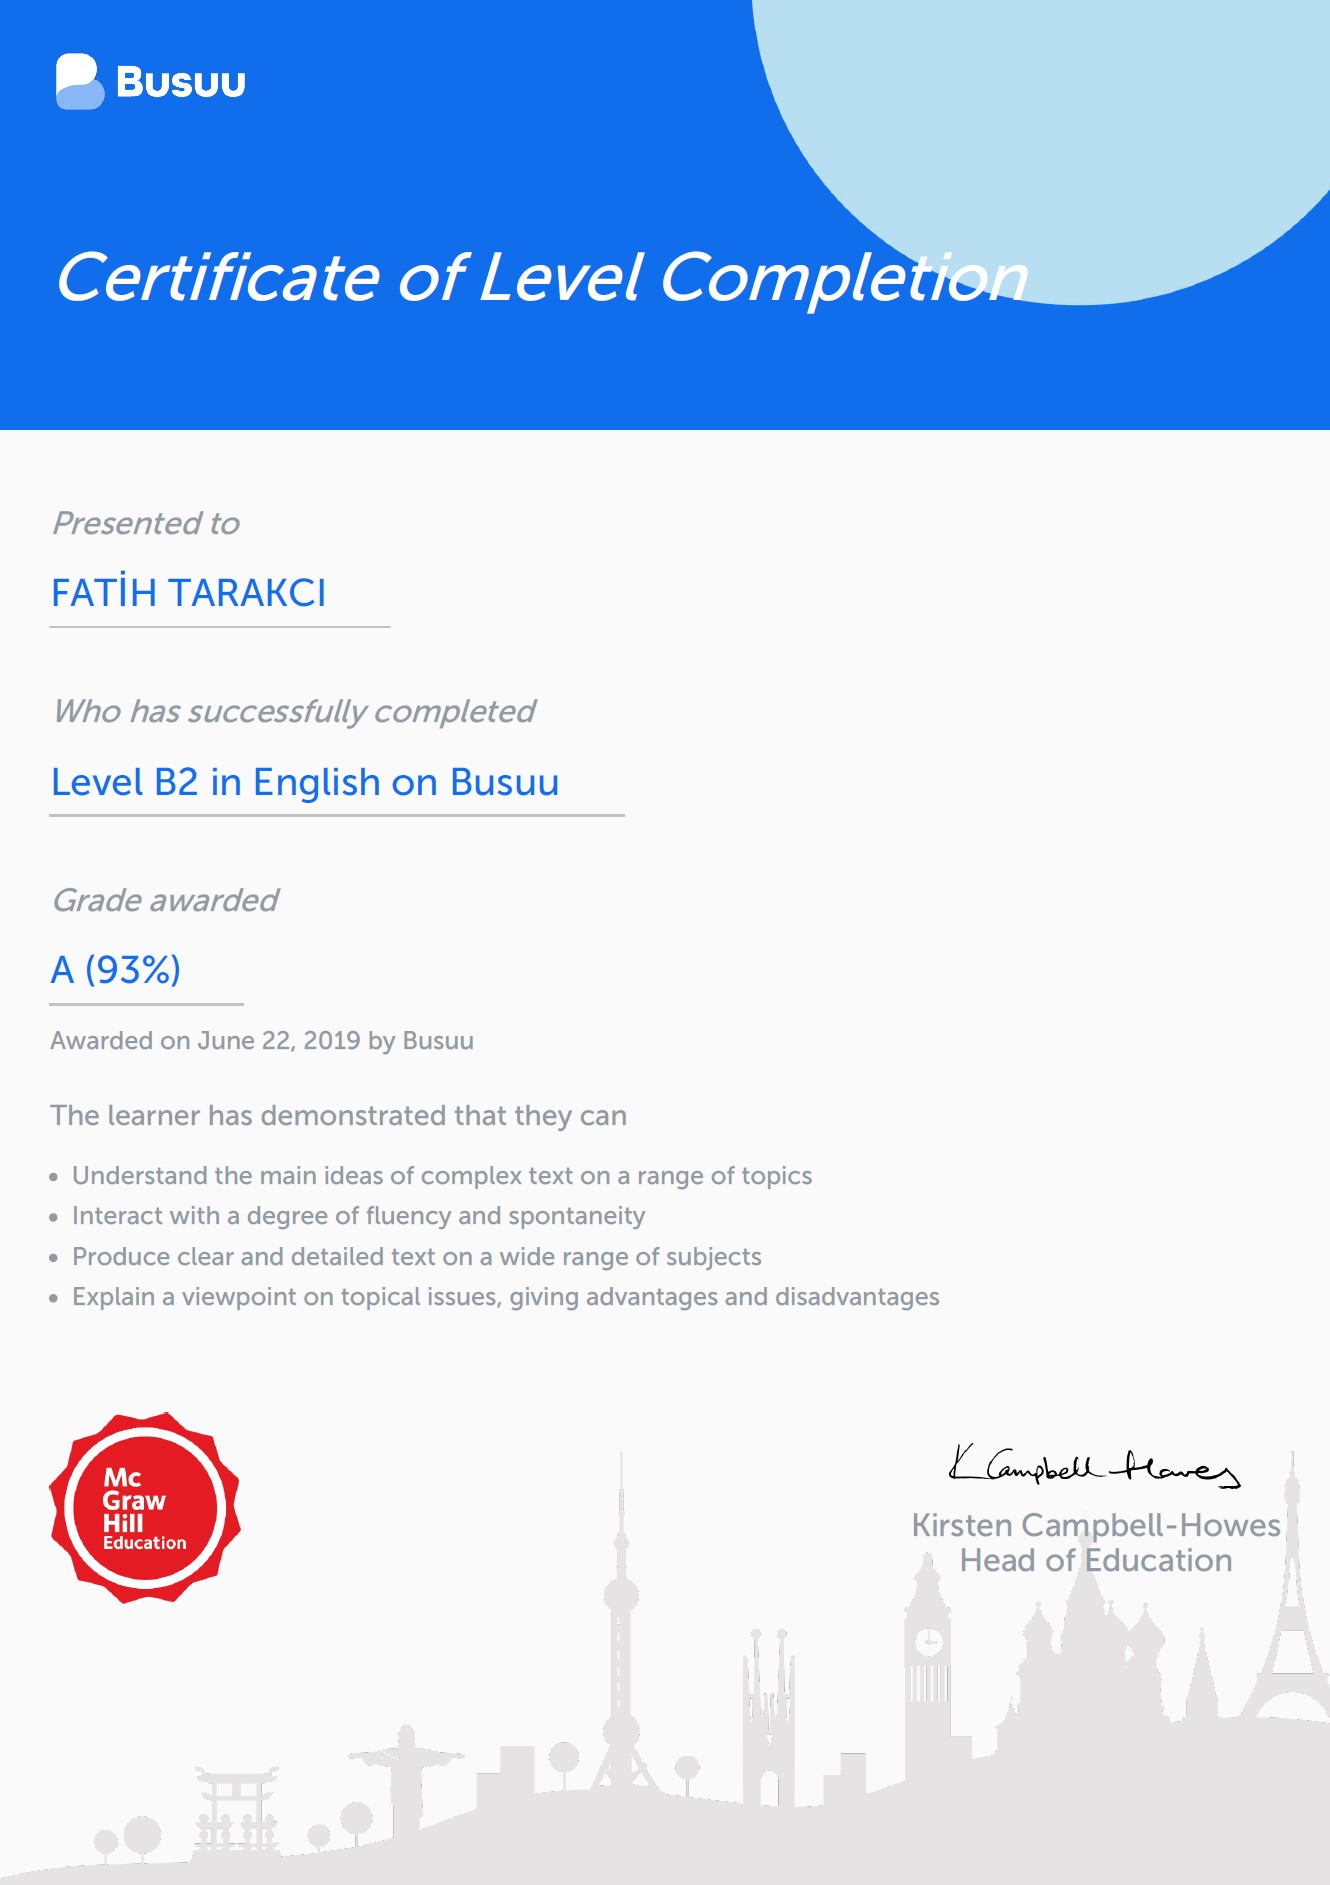 Busuu
Certificate of Level Completion
Presented to
FATİH TARAKCI
Who has successfully completed
Level B2 in English on Busuu
Grade awarded
A (93%)
Awarded on June 22, 2019 by Busuu
The learner has demonstrated that they can
• Understand the main ideas of complex text on a range of topics
• Interact with a degree of fluency and spontaneity
• Produce clear and detailed text on a wide range of subjects
• Explain a viewpoint on topical issues, giving advantages and disadvantages
Mc
Graw
Hill
Education
K Campbell-Howes
Kirsten Campbell-Howes
Head of Education